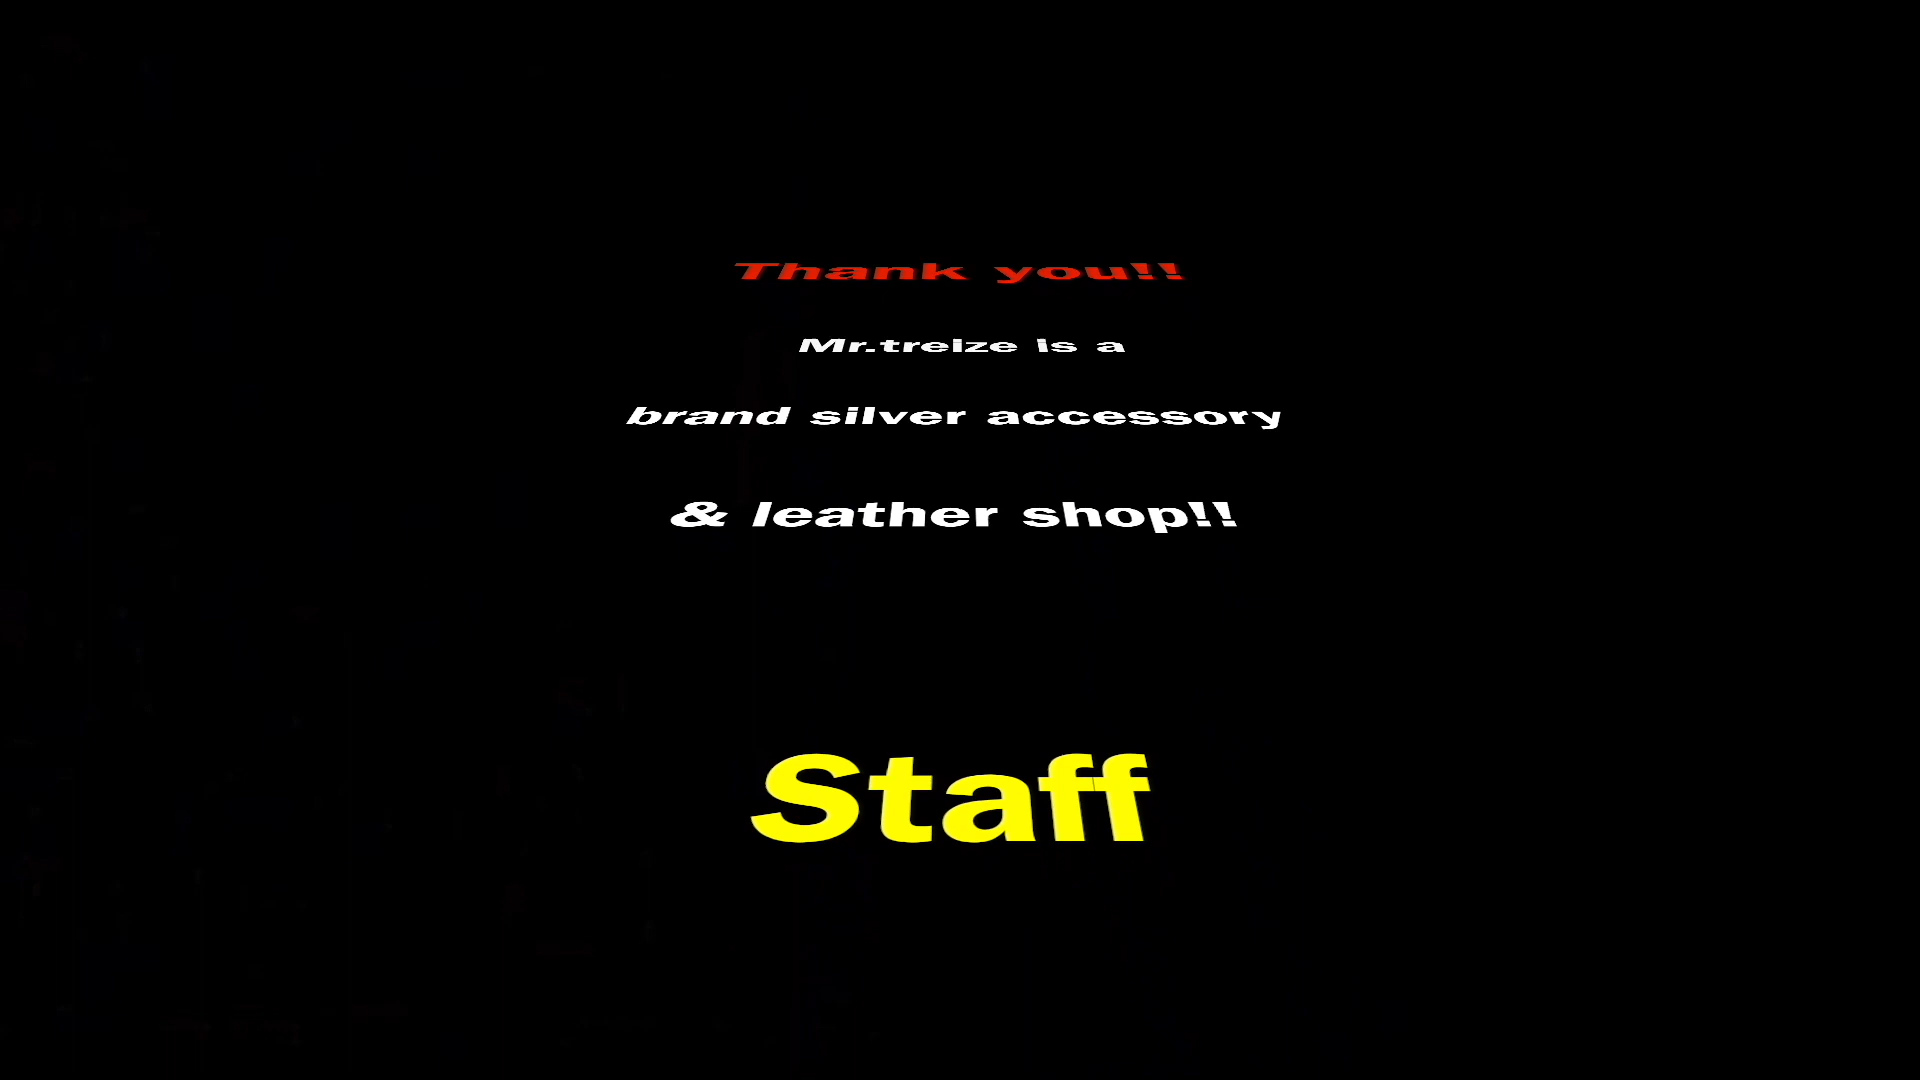 Thank you!!
Mr.treize is a
brand silver accessory
& leather shop!!
Staff